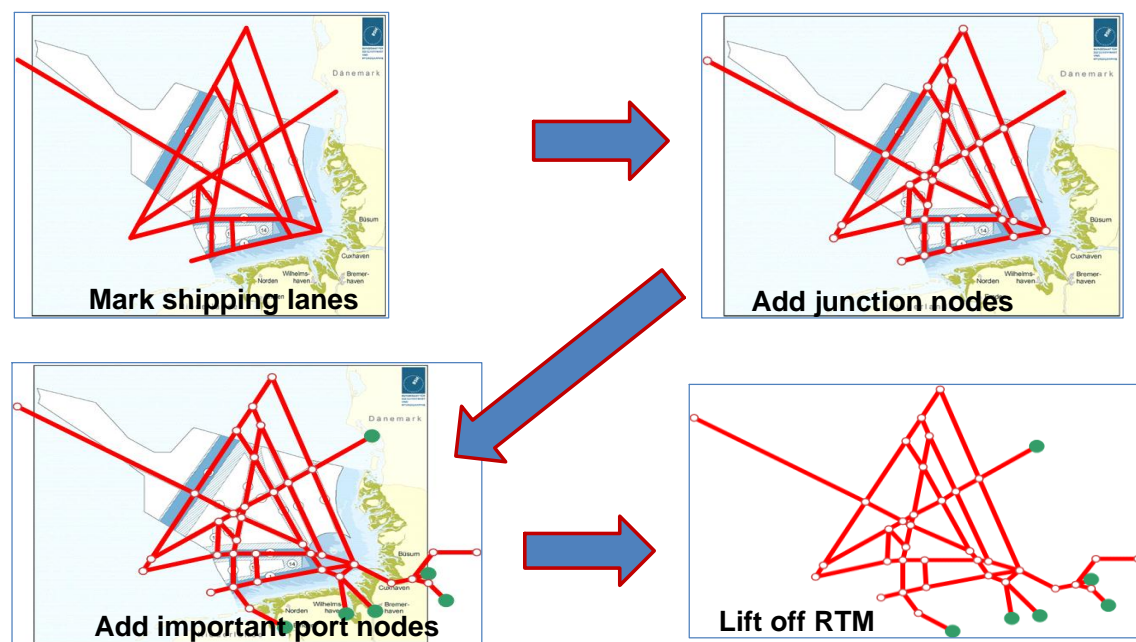 Dänemark
Büsum
Cuxhaven
Wilhelms-
haven
Bremer-
haven
Norden
14
Mark shipping lanes
Dänemark
Büsum
Cuxhaven
Wilhelms-
haven
Bremer-
haven
Norden
14
Add junction nodes
Dänemark
Büsum
Cuxhaven
Wilhelms-
haven
Bremer-
haven
Norden
14
Add important port nodes
Lift off RTM